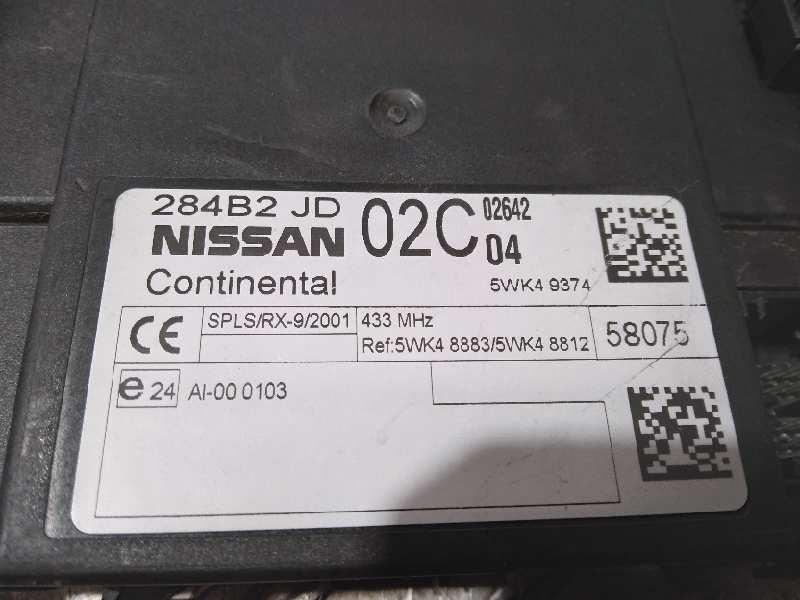 284B2 JD 02C 02642
NISSAN 04
Continental 5WK4 9374
CE SPLS/RX-9/2001 433 MHz
Ref:5WK4 8883/5WK4 8812 58075
e 24 AI-00 0103